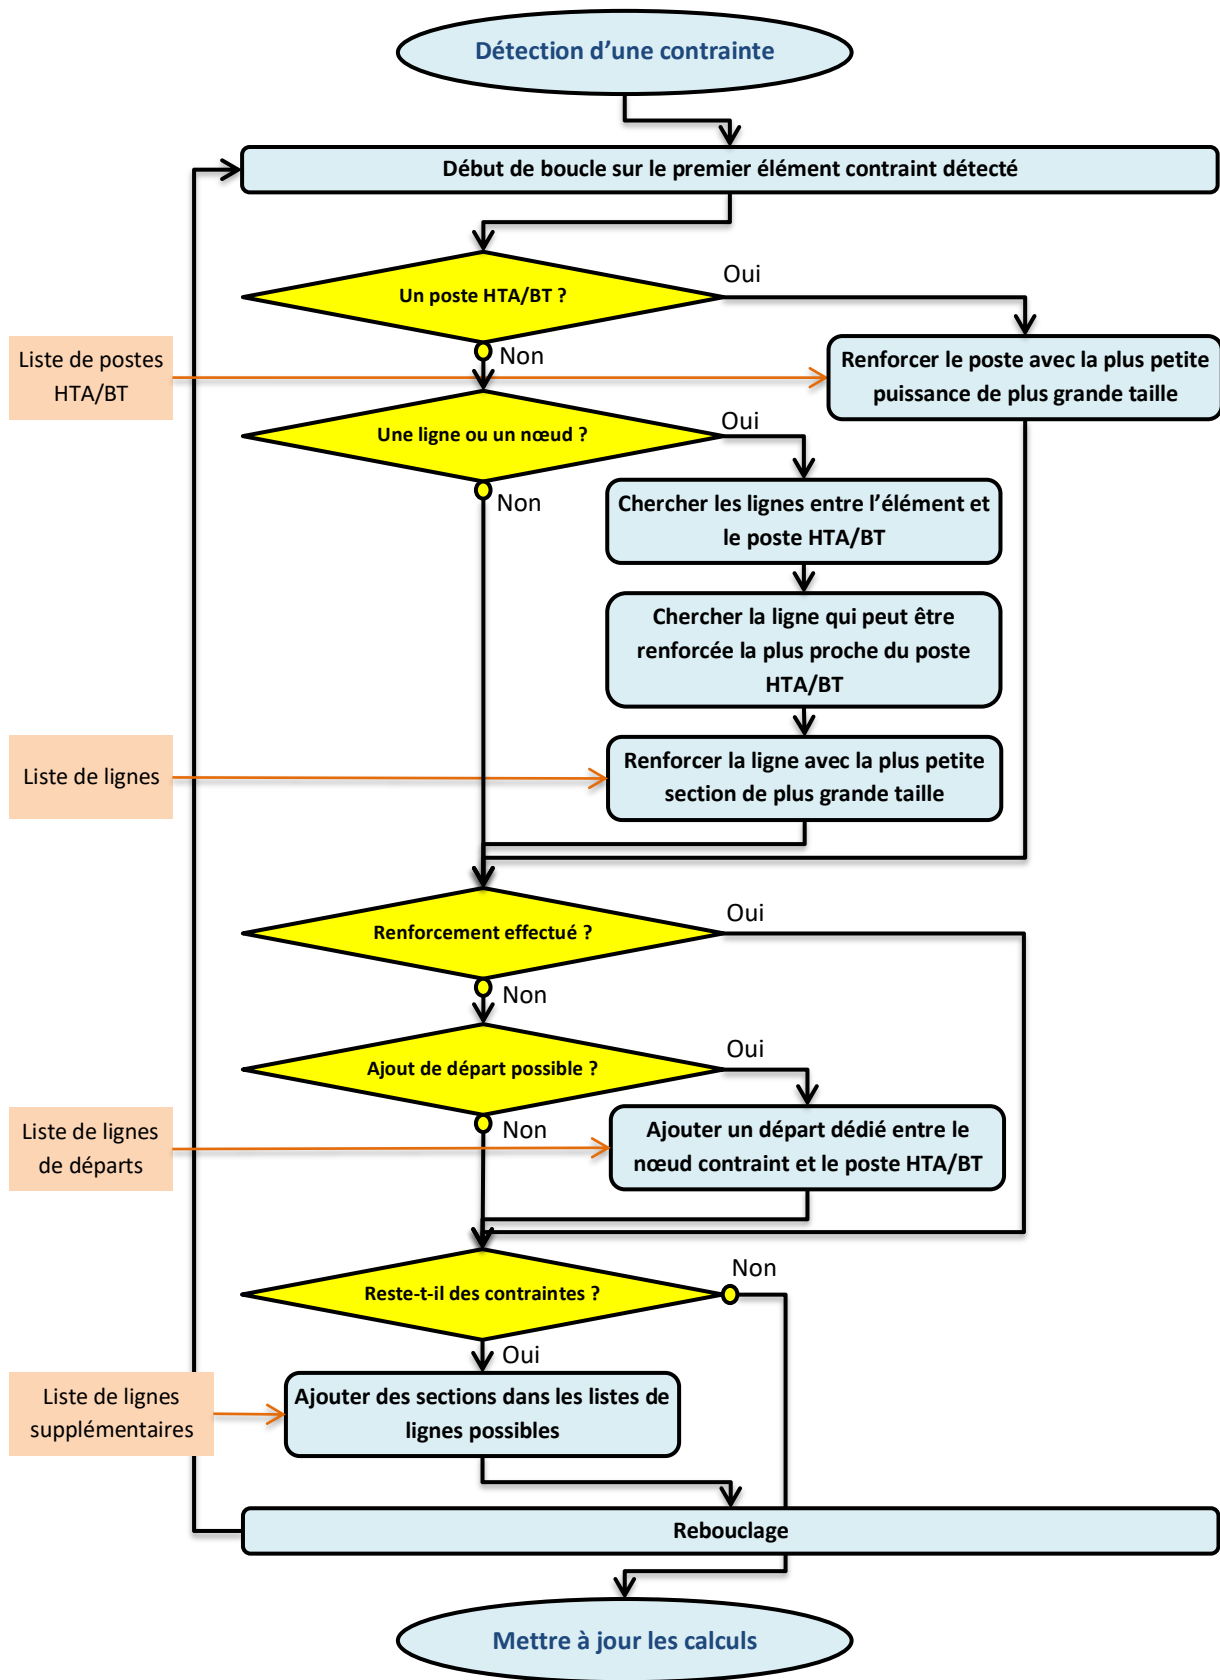 Détection d’une contrainte
Début de boucle sur le premier élément contraint détecté
Oui
Un poste HTA/BT ?
Non
Liste de postes
HTA/BT
Renforcer le poste avec la plus petite
puissance de plus grande taille
Oui
Une ligne ou un nœud ?
Non
Chercher les lignes entre l’élément et
le poste HTA/BT
Chercher la ligne qui peut être
renforcée la plus proche du poste
HTA/BT
Liste de lignes
Renforcer la ligne avec la plus petite
section de plus grande taille
Oui
Renforcement effectué ?
Non
Oui
Ajout de départ possible ?
Non
Liste de lignes
de départs
Ajouter un départ dédié entre le
nœud contraint et le poste HTA/BT
Non
Reste-t-il des contraintes ?
Oui
Liste de lignes
supplémentaires
Ajouter des sections dans les listes de
lignes possibles
Rebouclage
Mettre à jour les calculs